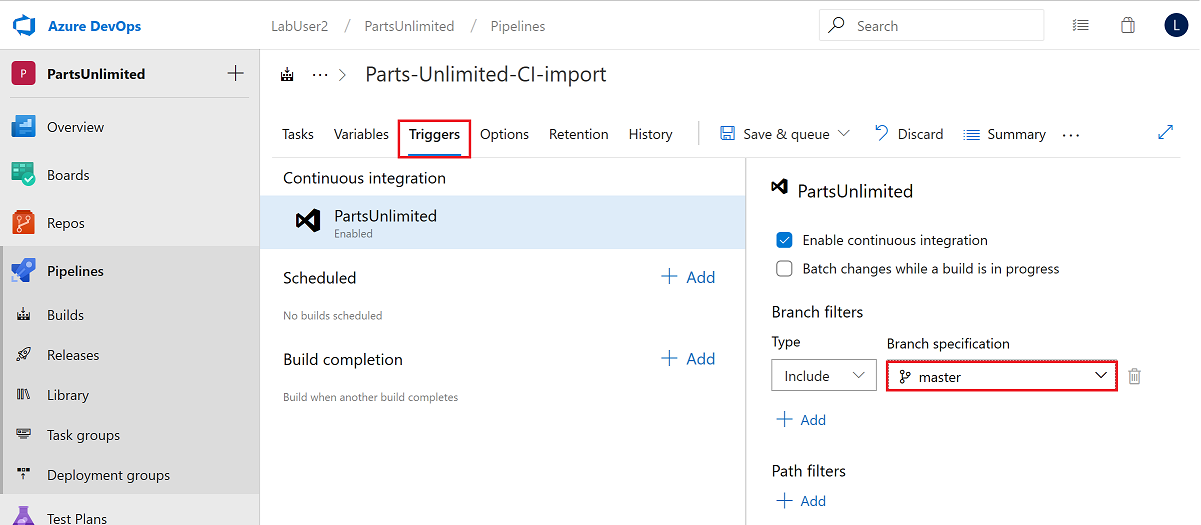 Azure DevOps
LabUser2 / PartsUnlimited / Pipelines
Search
L
P PartsUnlimited
Overview
Boards
Repos
Pipelines
Builds
Releases
Library
Task groups
Deployment groups
Test Plans
... > Parts-Unlimited-CI-import
Tasks Variables Triggers Options Retention History Save & queue Discard Summary ...
Continuous integration
PartsUnlimited
Enabled
Scheduled + Add
No builds scheduled
Build completion + Add
Build when another build completes
PartsUnlimited
Enable continuous integration
Batch changes while a build is in progress
Branch filters
Type Branch specification
Include master
+ Add
Path filters
+ Add